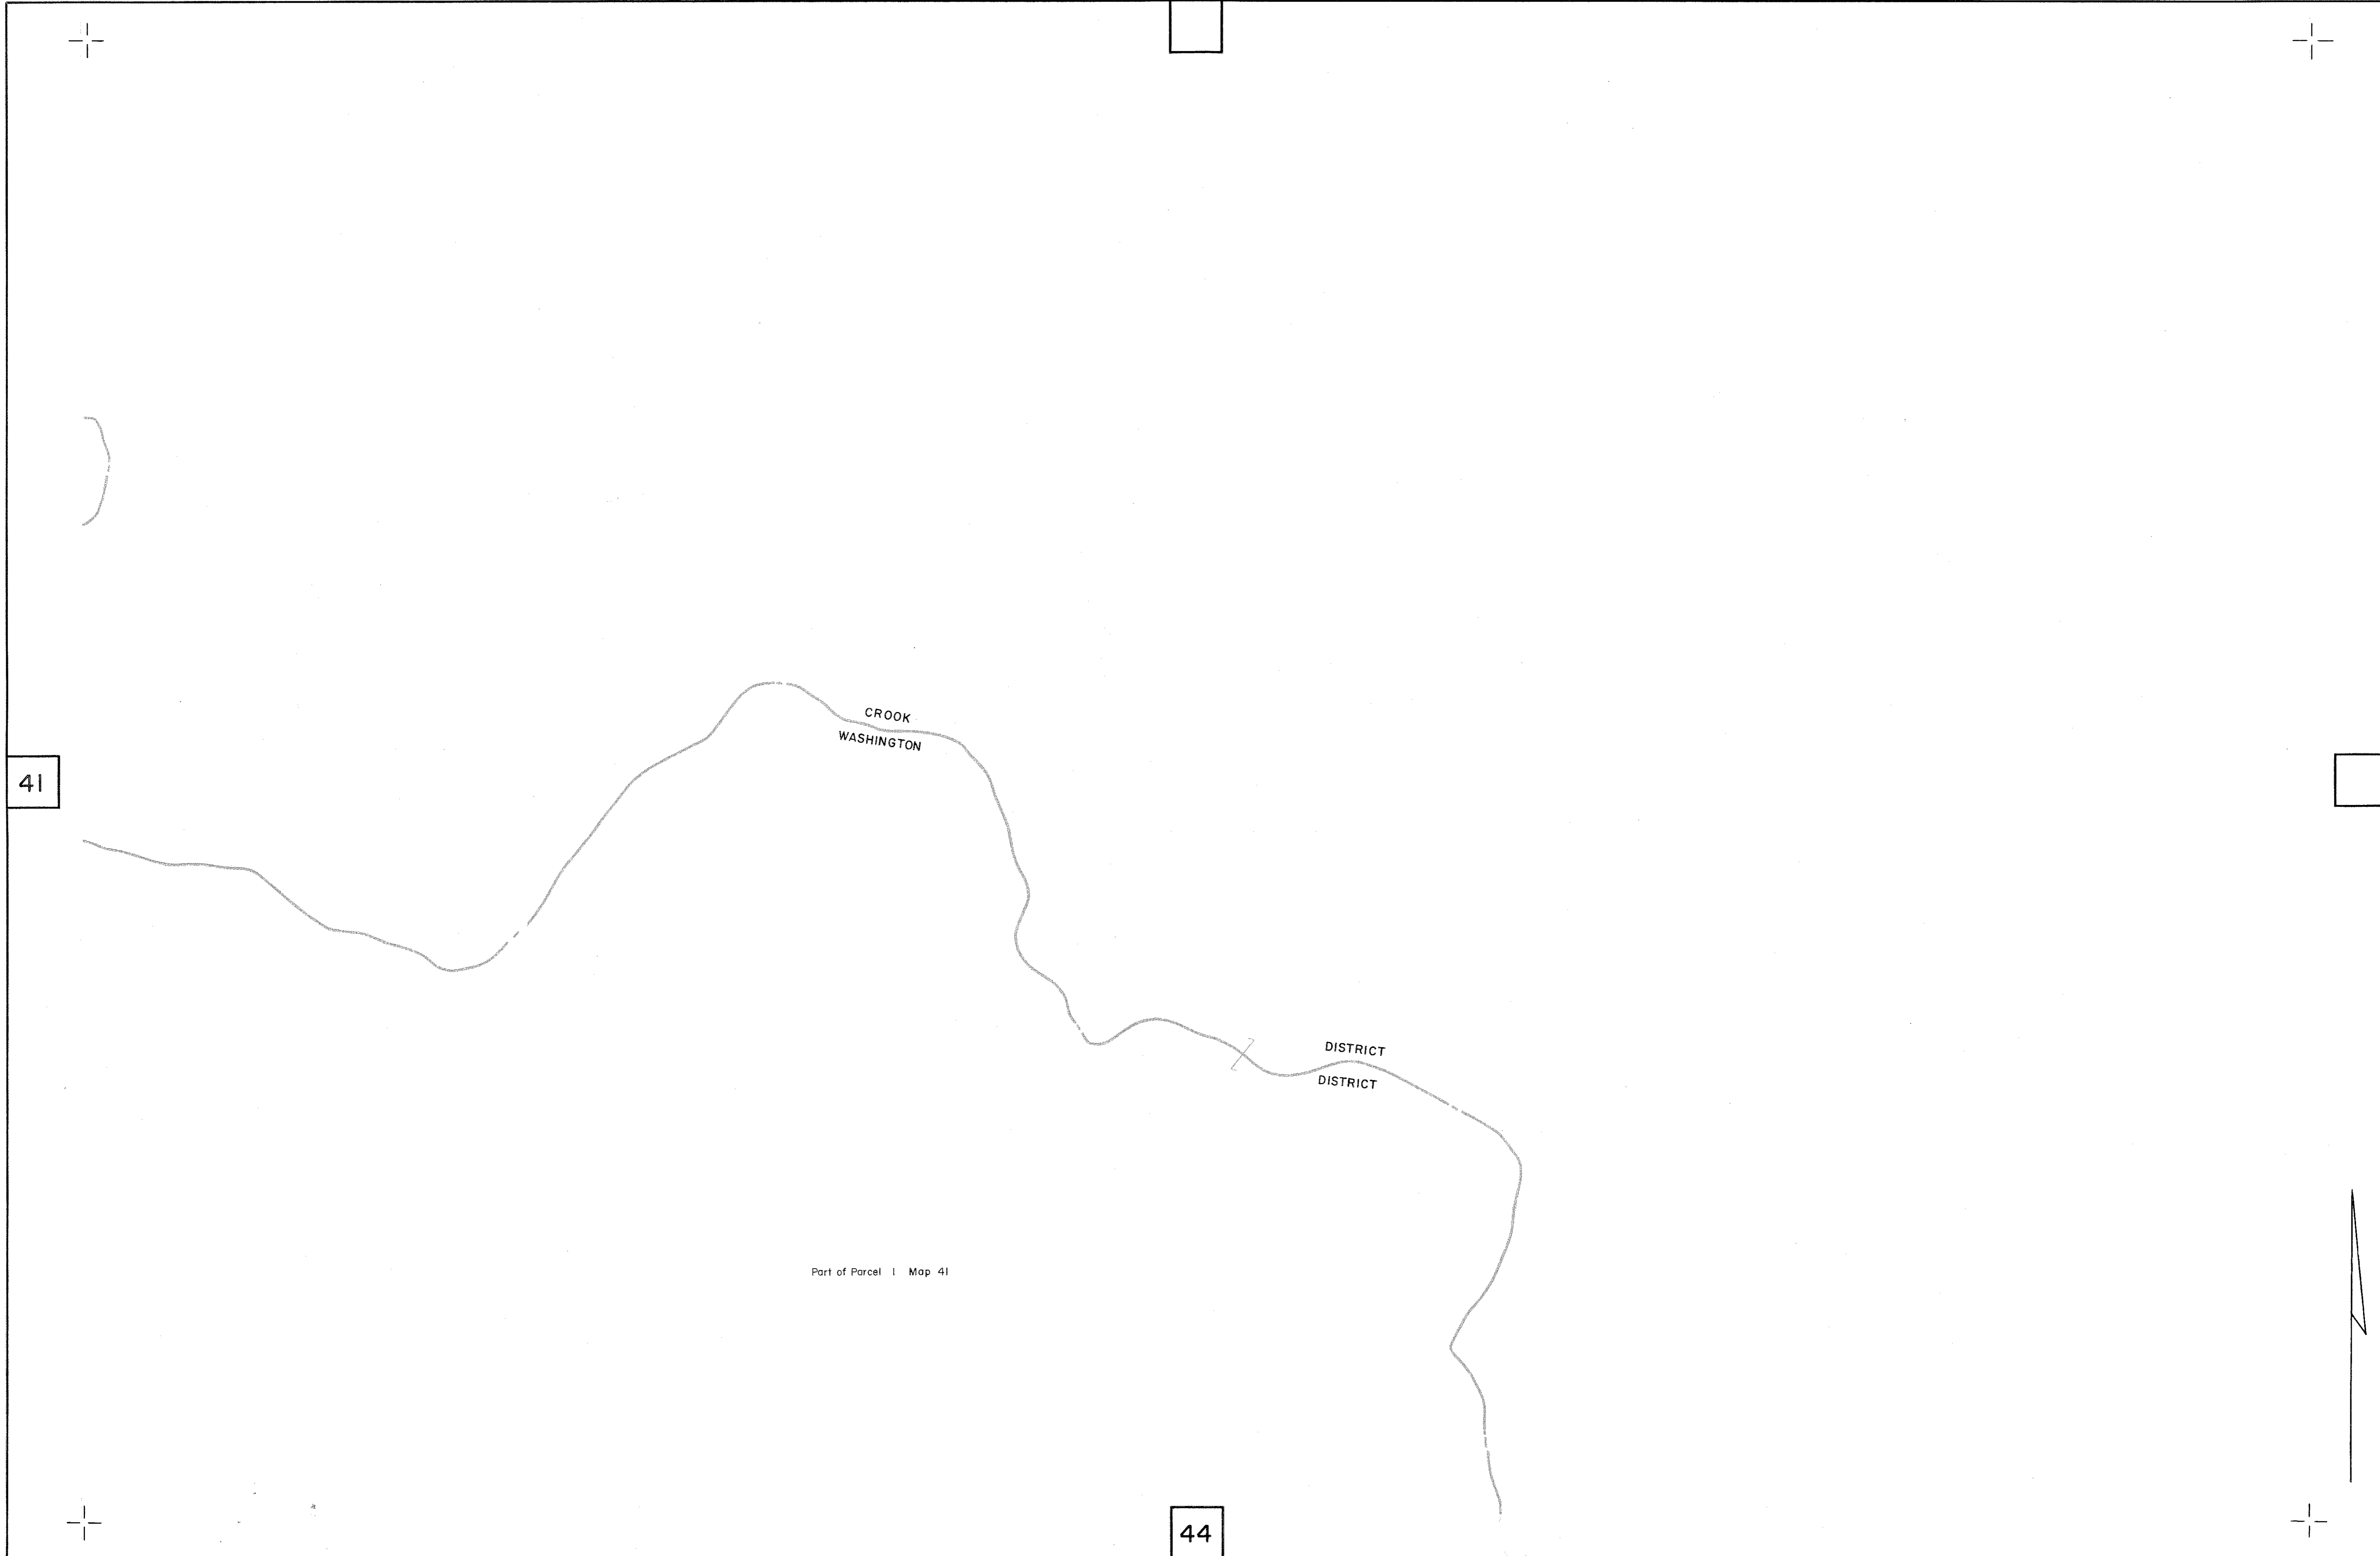 CROOK
WASHINGTON
41
DISTRICT
DISTRICT
Part of Parcel 1 Map 41
44